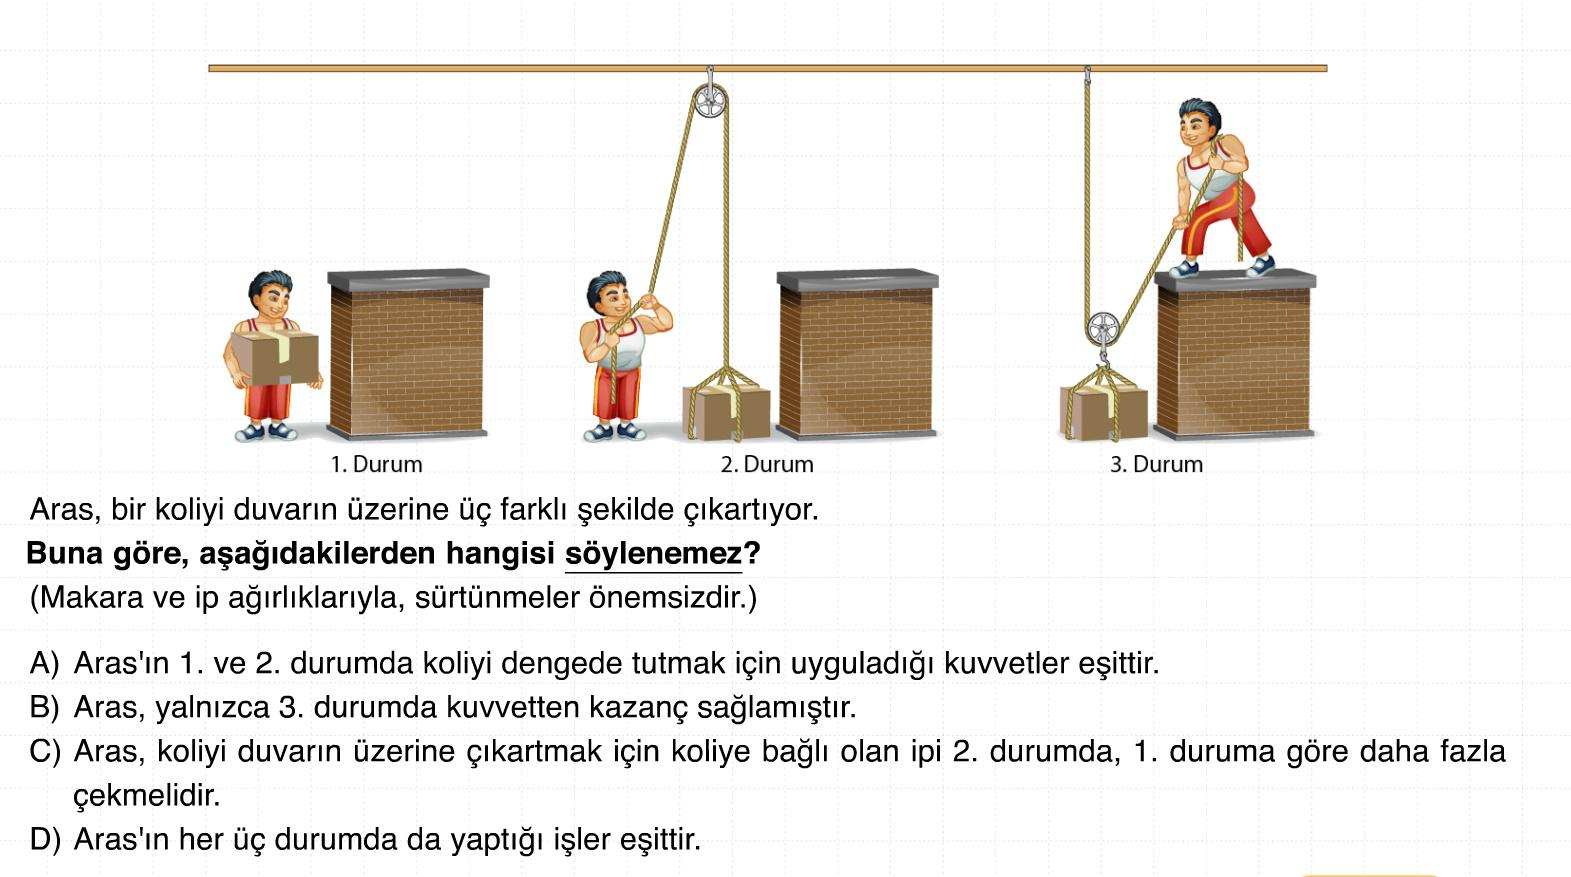 1. Durum
2. Durum
3. Durum
Aras, bir koliyi duvarın üzerine üç farklı şekilde çıkartıyor.
Buna göre, aşağıdakilerden hangisi söylenemez?
(Makara ve ip ağırlıklarıyla, sürtünmeler önemsizdir.)
A) Aras'ın 1. ve 2. durumda koliyi dengede tutmak için uyguladığı kuvvetler eşittir.
B) Aras, yalnızca 3. durumda kuvvetten kazanç sağlamıştır.
C) Aras, koliyi duvarın üzerine çıkartmak için koliye bağlı olan ipi 2. durumda, 1. duruma göre daha fazla
çekmelidir.
D) Aras'ın her üç durumda da yaptığı işler eşittir.